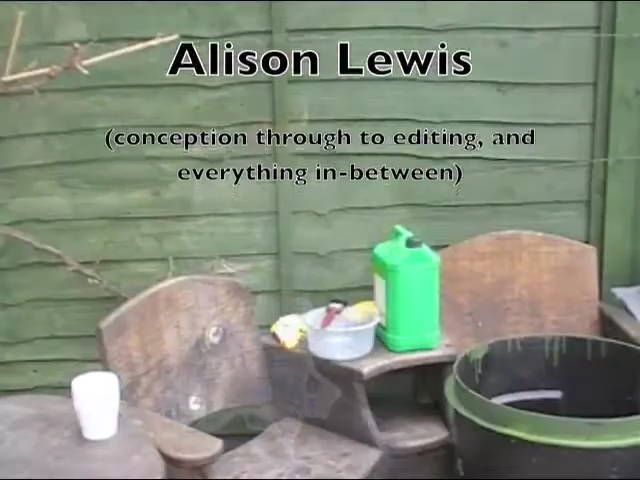 Alison Lewis
(conception through to editing, and
everything in-between)